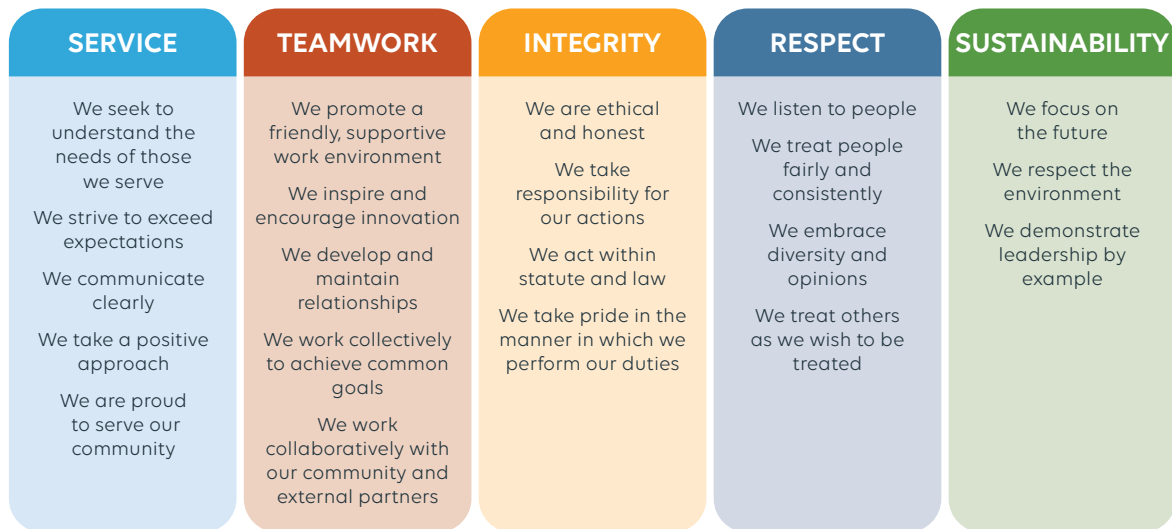 SERVICE
We seek to
understand the
needs of those
we serve
We strive to exceed
expectations
We communicate
clearly
We take a positive
approach
We are proud
to serve our
community
TEAMWORK
We promote a
friendly, supportive
work environment
We inspire and
encourage innovation
We develop and
maintain
relationships
We work collectively
to achieve common
goals
We work
collaboratively with
our community and
external partners
INTEGRITY
We are ethical
and honest
We take
responsibility for
our actions
We act within
statute and law
We take pride in the
manner in which we
perform our duties
RESPECT
We listen to people
We treat people
fairly and
consistently
We embrace
diversity and
opinions
We treat others
as we wish to be
treated
SUSTAINABILITY
We focus on
the future
We respect the
environment
We demonstrate
leadership by
example